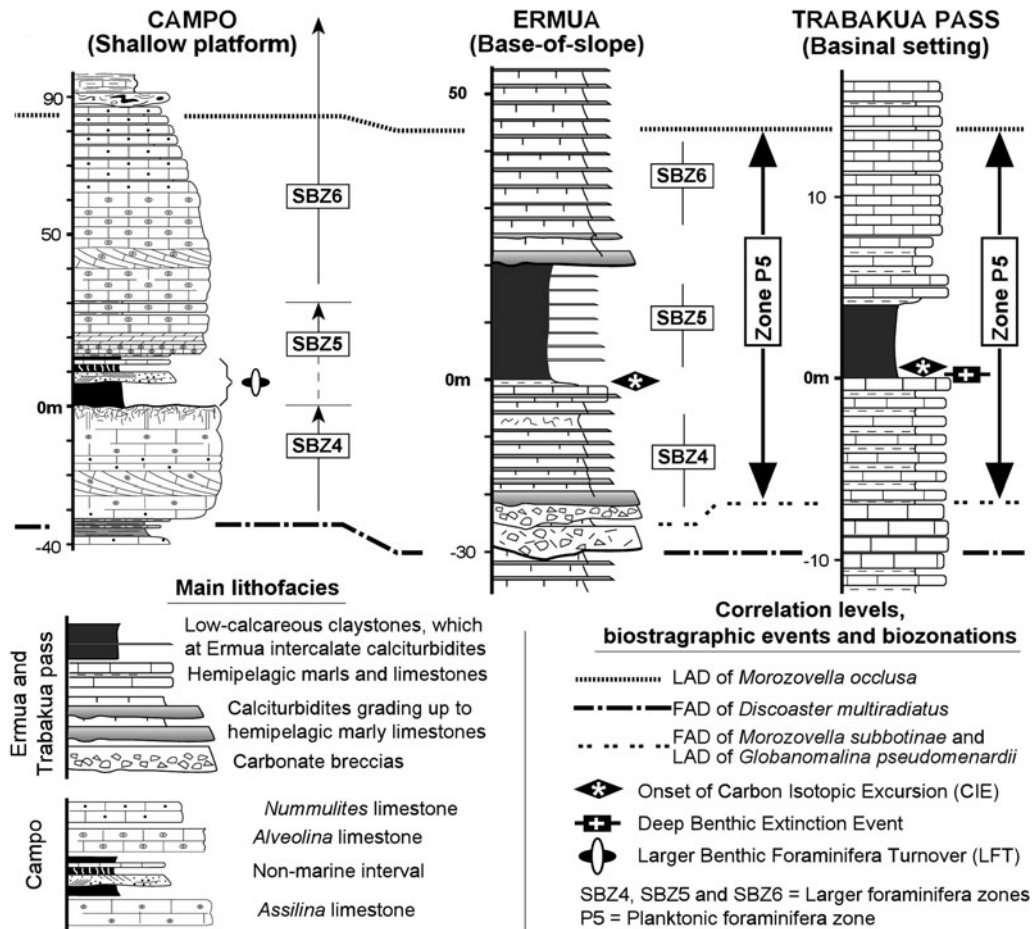 CAMPO
(Shallow platform)
ERMUA
(Base-of-slope)
TRABAKUA PASS
(Basinal setting)
90
50
0m
-40
SBZ6
SBZ5
SBZ4
50
0m
-30
SBZ6
SBZ5
SBZ4
Zone P5
10
0m
-10
Zone P5
Main lithofacies
Ermua and
Trabakua pass
Low-calcareous claystones, which
at Ermua intercalate calciturbidites
Hemipelagic marls and limestones
Calciturbidites grading up to
hemipelagic marly limestones
Carbonate breccias
Campo
Nummulites limestone
Alveolina limestone
Non-marine interval
Assilina limestone
Correlation levels,
biostragraphic events and biozonations
LAD of Morozovella occlusa
FAD of Discoaster multiradiatus
FAD of Morozovella subbotinae and
LAD of Globanomalina pseudomenardii
Onset of Carbon Isotopic Excursion (CIE)
Deep Benthic Extinction Event
Larger Benthic Foraminifera Turnover (LFT)
SBZ4, SBZ5 and SBZ6 = Larger foraminifera zones
P5 = Planktonic foraminifera zone